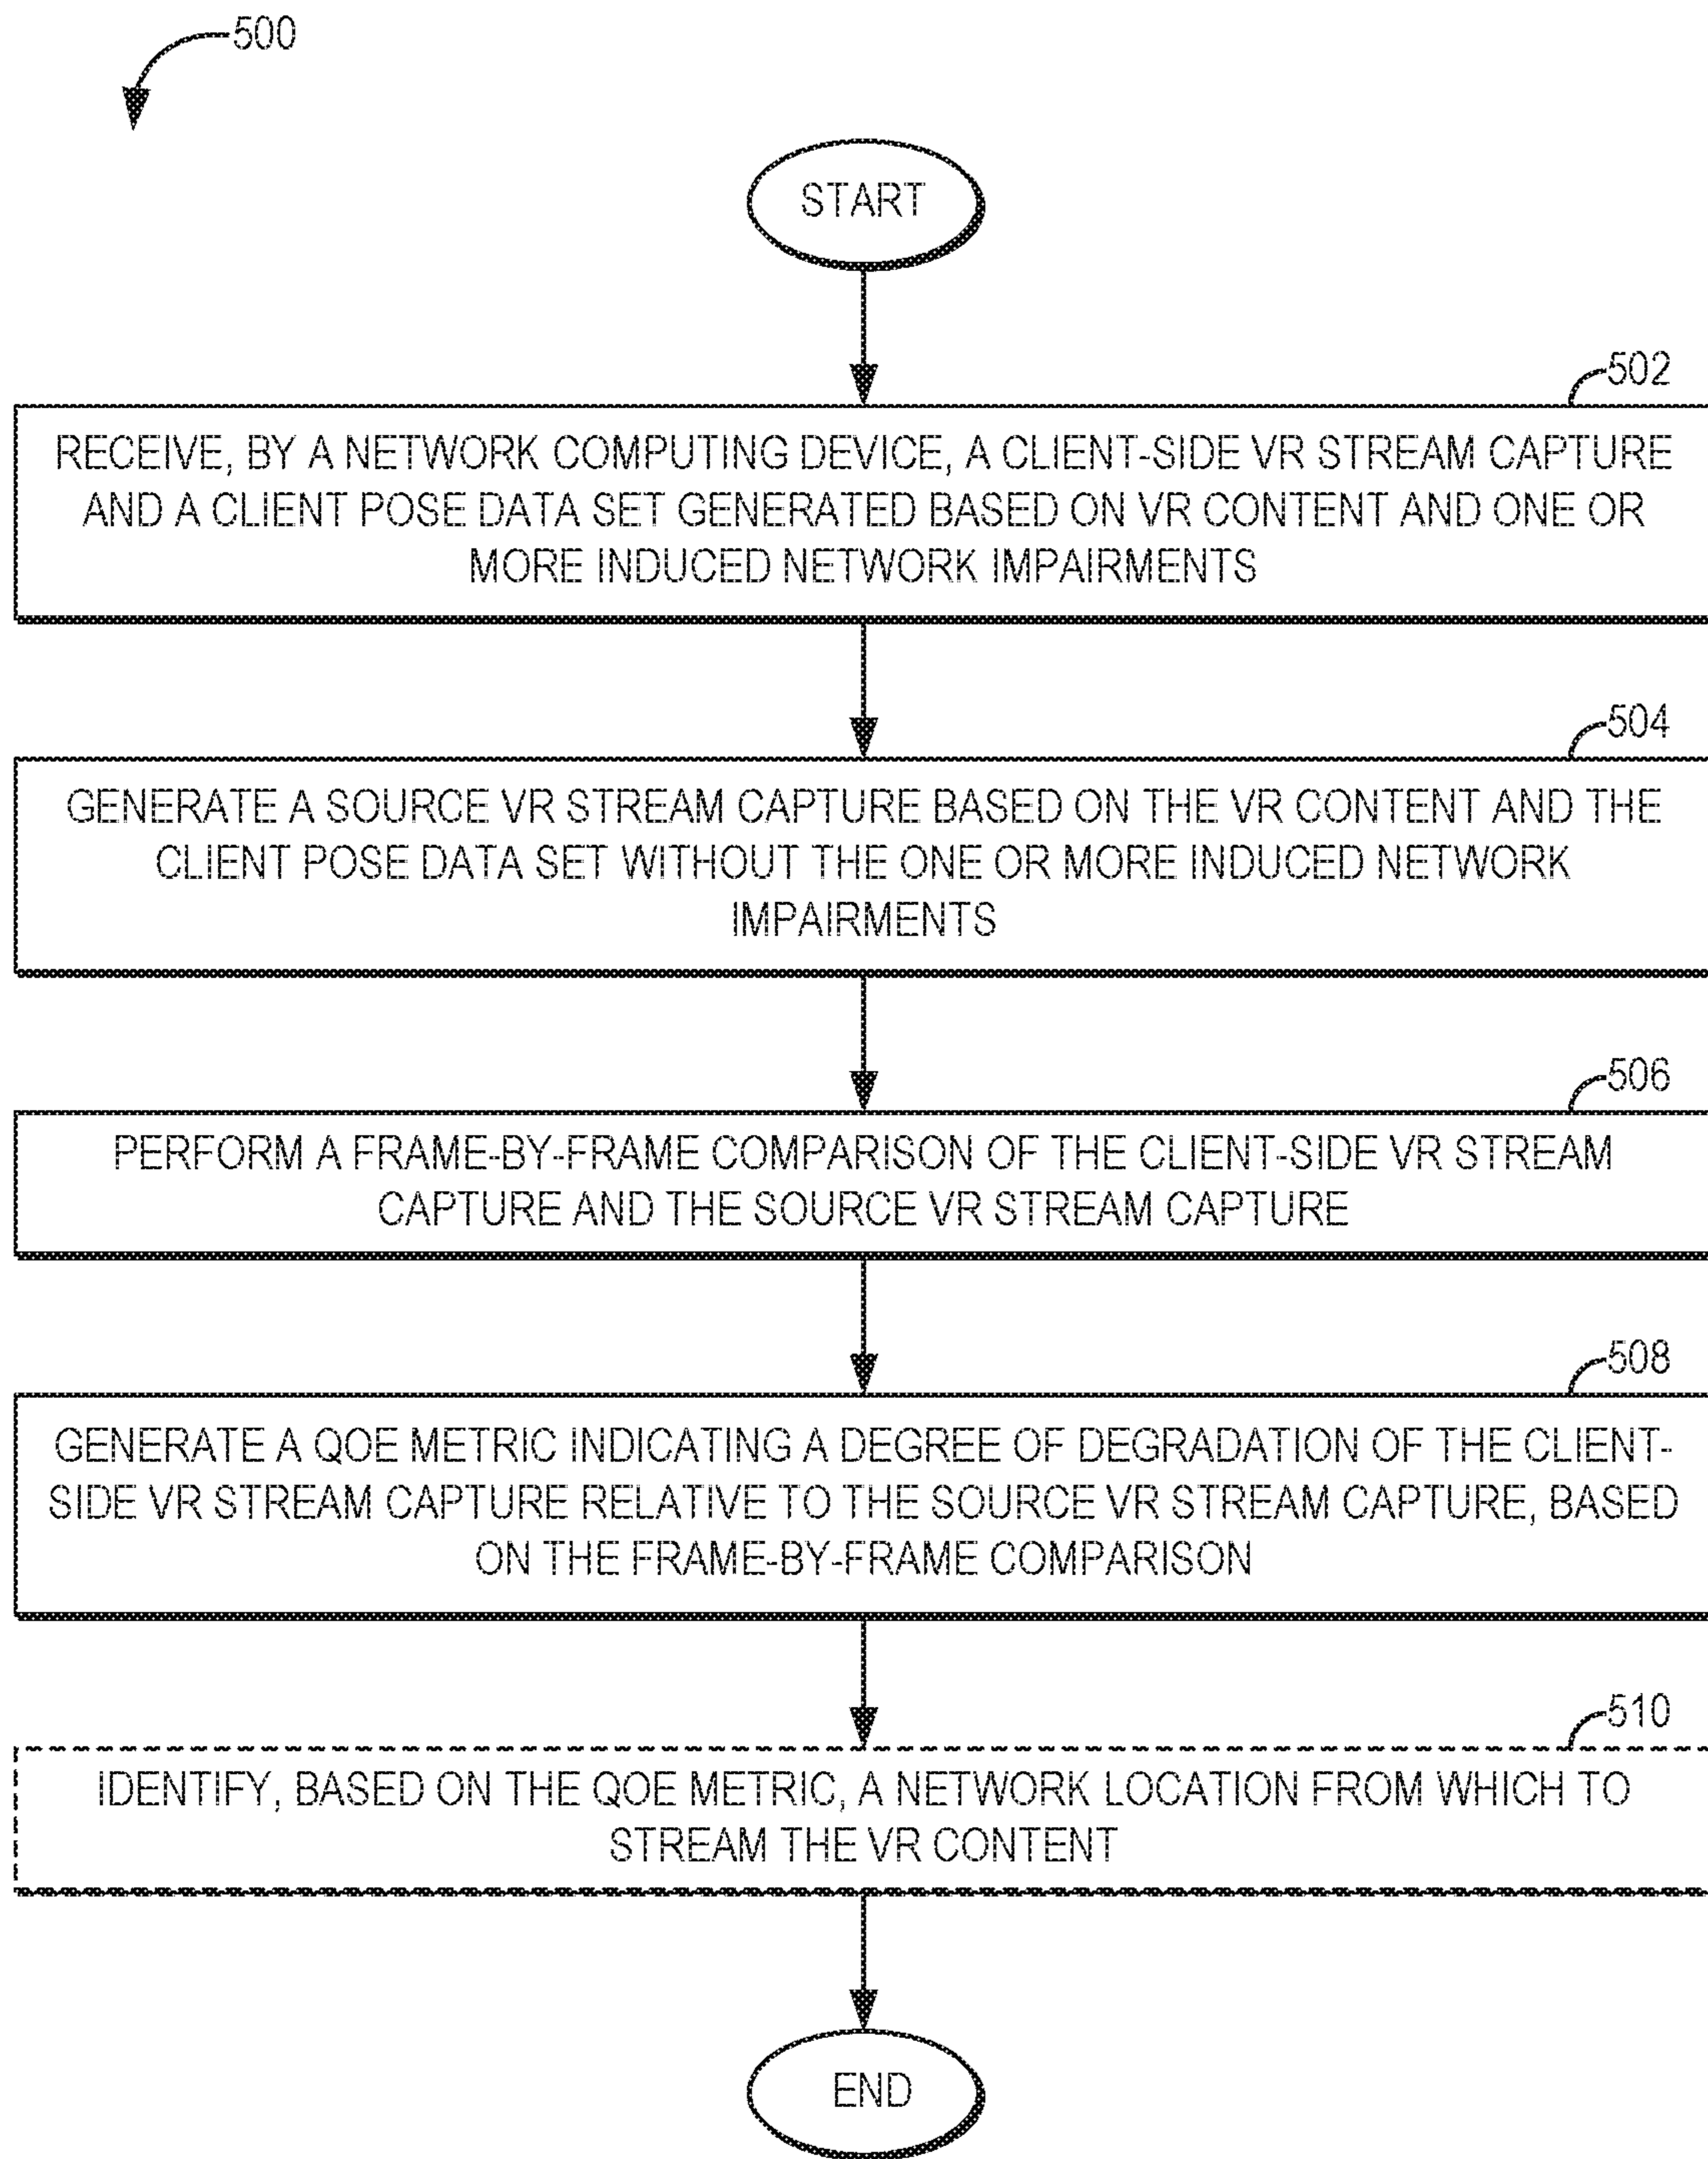 500
START
502
RECEIVE, BY A NETWORK COMPUTING DEVICE, A CLIENT-SIDE VR STREAM CAPTURE
AND A CLIENT POSE DATA SET GENERATED BASED ON VR CONTENT AND ONE OR
MORE INDUCED NETWORK IMPAIRMENTS
504
GENERATE A SOURCE VR STREAM CAPTURE BASED ON THE VR CONTENT AND THE
CLIENT POSE DATA SET WITHOUT THE ONE OR MORE INDUCED NETWORK
IMPAIRMENTS
506
PERFORM A FRAME-BY-FRAME COMPARISON OF THE CLIENT-SIDE VR STREAM
CAPTURE AND THE SOURCE VR STREAM CAPTURE
508
GENERATE A QOE METRIC INDICATING A DEGREE OF DEGRADATION OF THE CLIENT-
SIDE VR STREAM CAPTURE RELATIVE TO THE SOURCE VR STREAM CAPTURE, BASED
ON THE FRAME-BY-FRAME COMPARISON
510
IDENTIFY, BASED ON THE QOE METRIC, A NETWORK LOCATION FROM WHICH TO
STREAM THE VR CONTENT
END